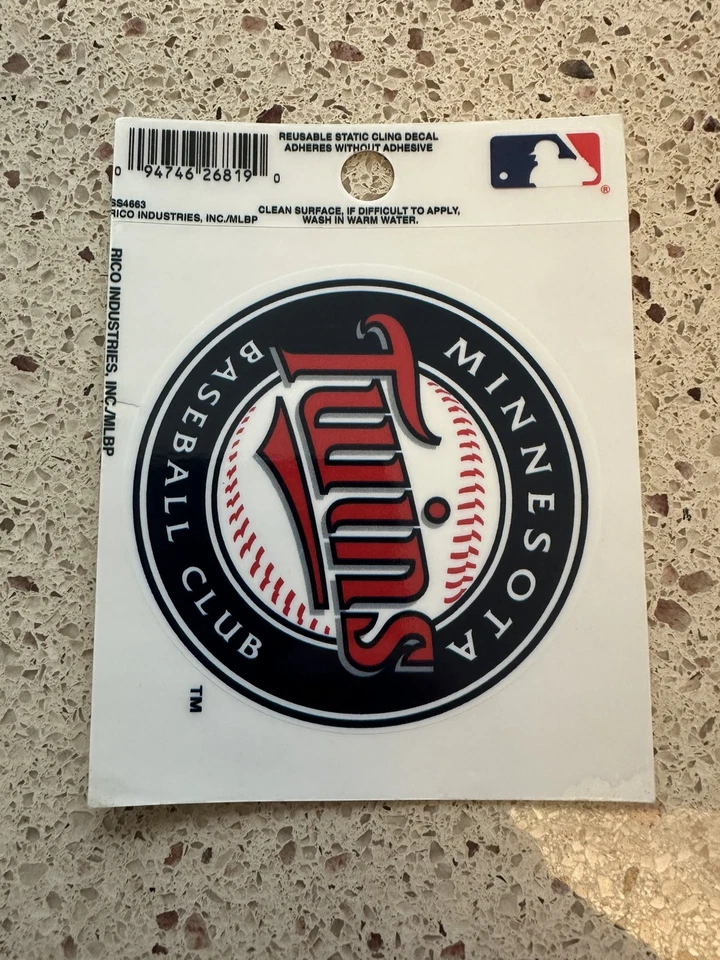 REUSABLE STATIC CLING DECAL
ADHERES WITHOUT ADHESIVE
0 94746 26819 0
SS4663
RICO INDUSTRIES, INC./MLBP
CLEAN SURFACE, IF DIFFICULT TO APPLY,
WASH IN WARM WATER.
®
RICO INDUSTRIES, INC./MLBP
MINNESOTA
Twins
BASEBALL CLUB
TM